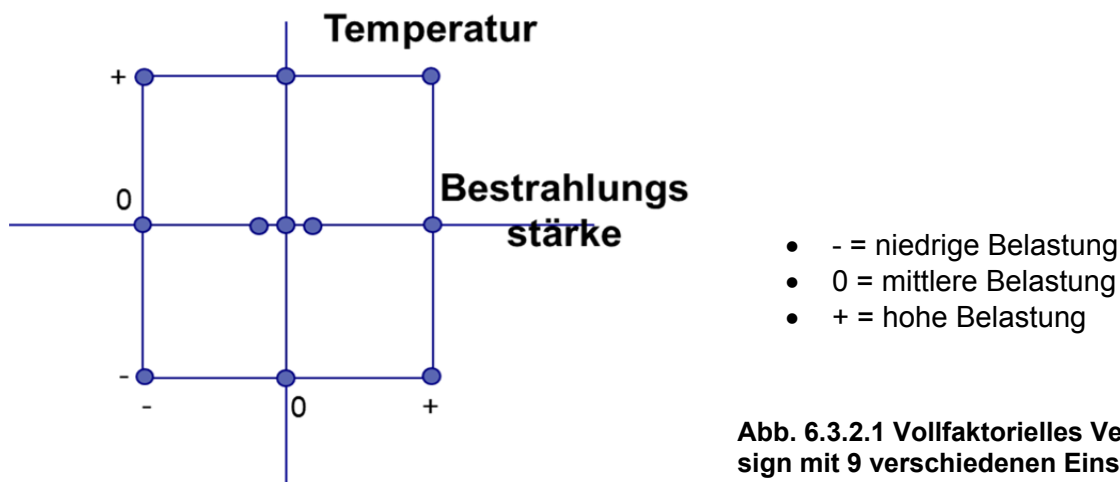 Temperatur
+
0
Bestrahlungs
stärke
-
- 0 +
• - = niedrige Belastung
• 0 = mittlere Belastung
• + = hohe Belastung
Abb. 6.3.2.1 Vollfaktorielles Ve
sign mit 9 verschiedenen Eins